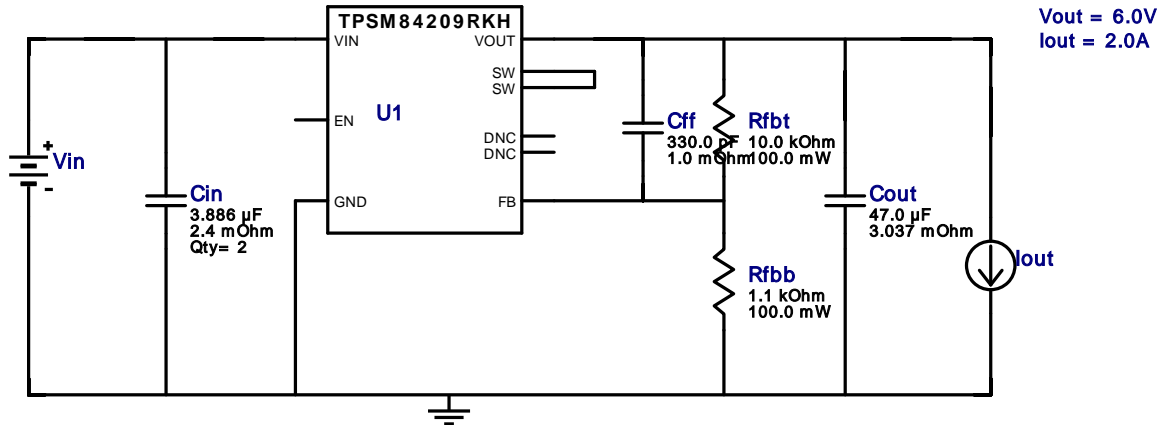 TPSM84209RKH
Vout = 6.0V
Iout = 2.0A
VIN
VOUT
SW
SW
U1
EN
DNC
DNC
GND
FB
+
Vin
-
Cin
3.886 µF
2.4 mOhm
Qty= 2
Cff
330.0 pF
1.0 mOhm
Rfbt
10.0 kOhm
100.0 mW
Cout
47.0 µF
3.037 mOhm
Iout
Rfbb
1.1 kOhm
100.0 mW